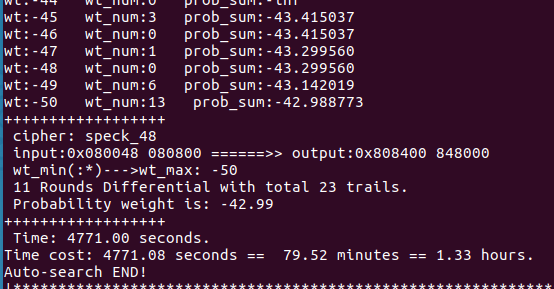 wt:-44   wt_num:0   prob_sum:-inf
wt:-45   wt_num:3   prob_sum:-43.415037
wt:-46   wt_num:0   prob_sum:-43.415037
wt:-47   wt_num:1   prob_sum:-43.299560
wt:-48   wt_num:0   prob_sum:-43.299560
wt:-49   wt_num:6   prob_sum:-43.142019
wt:-50   wt_num:13   prob_sum:-42.988773
++++++++++++++++++
cipher: speck_48
input:0x080048 080800 ======>> output:0x808400 848000
wt_min(:*)--->wt_max: -50
11 Rounds Differential with total 23 trails.
Probability weight is: -42.99
++++++++++++++++++
Time: 4771.00 seconds.
Time cost: 4771.08 seconds ==  79.52 minutes == 1.33 hours.
Auto-search END!